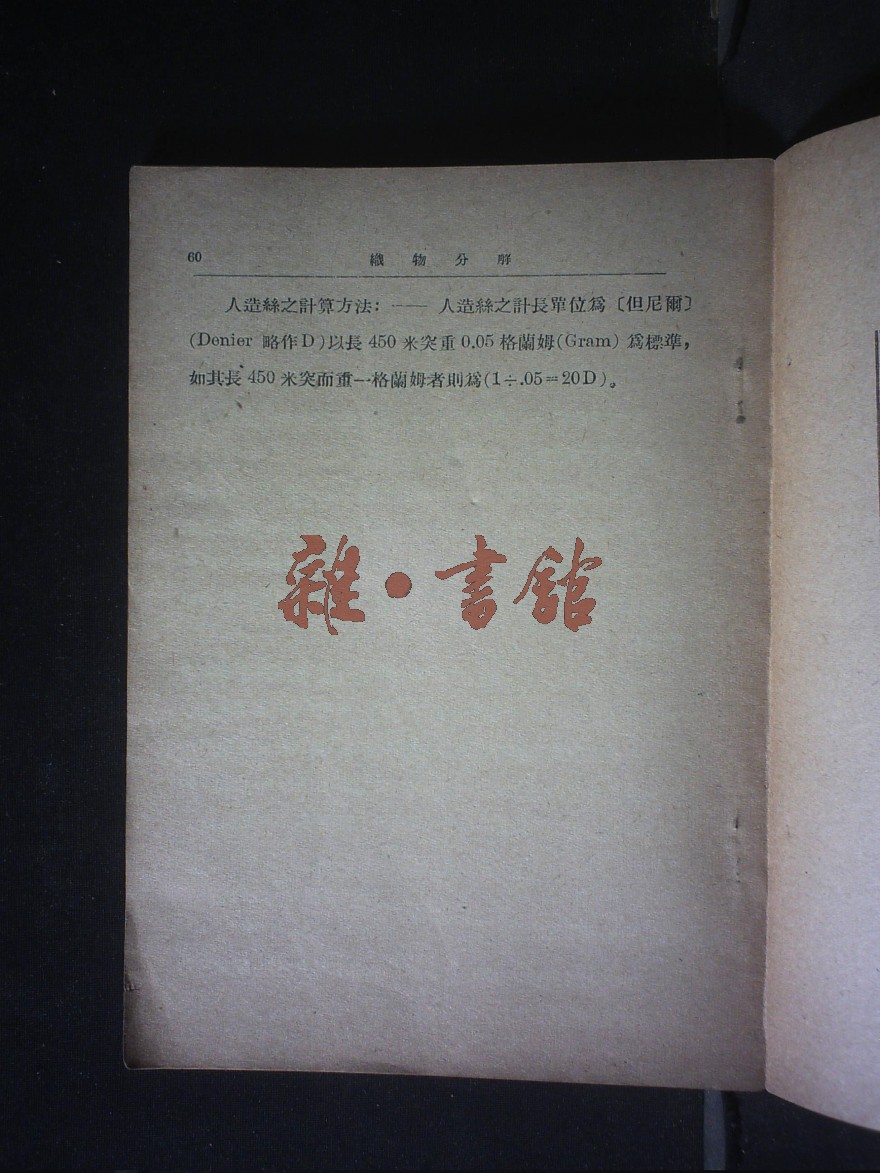 60
織物分解
人造絲之計算方法：—— 人造絲之計長單位爲〔但尼爾〕
(Denier 略作D)以長 450 米突重 0.05 格蘭姆(Gram) 爲標準，
如其長 450 米突而重一格蘭姆者則爲(1÷.05=20D)。
雜·書館